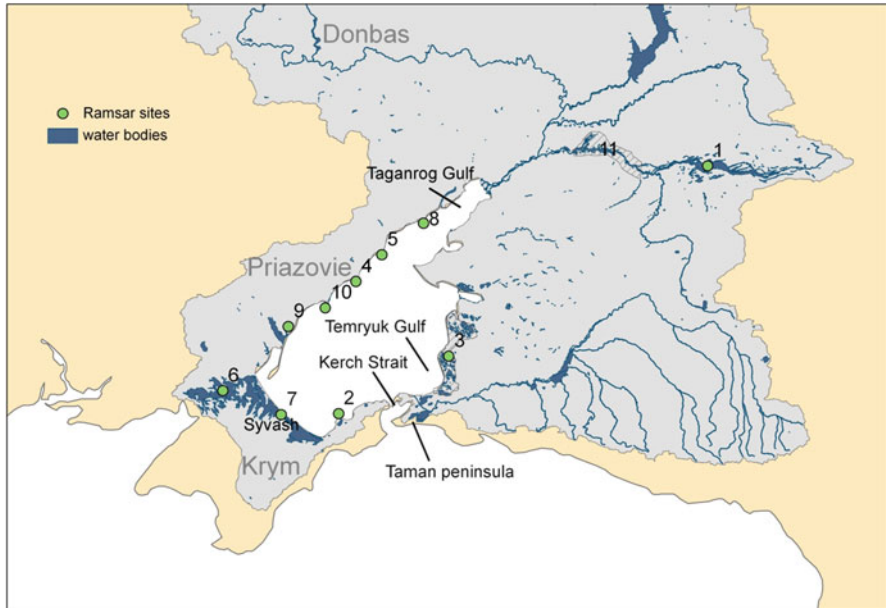 Donbas
Ramsar sites
water bodies
11
1
Taganrog Gulf
8
5
Priazovie
4
10
9
Temryuk Gulf
3
Kerch Strait
6
7
2
Syvash
Krym
Taman peninsula